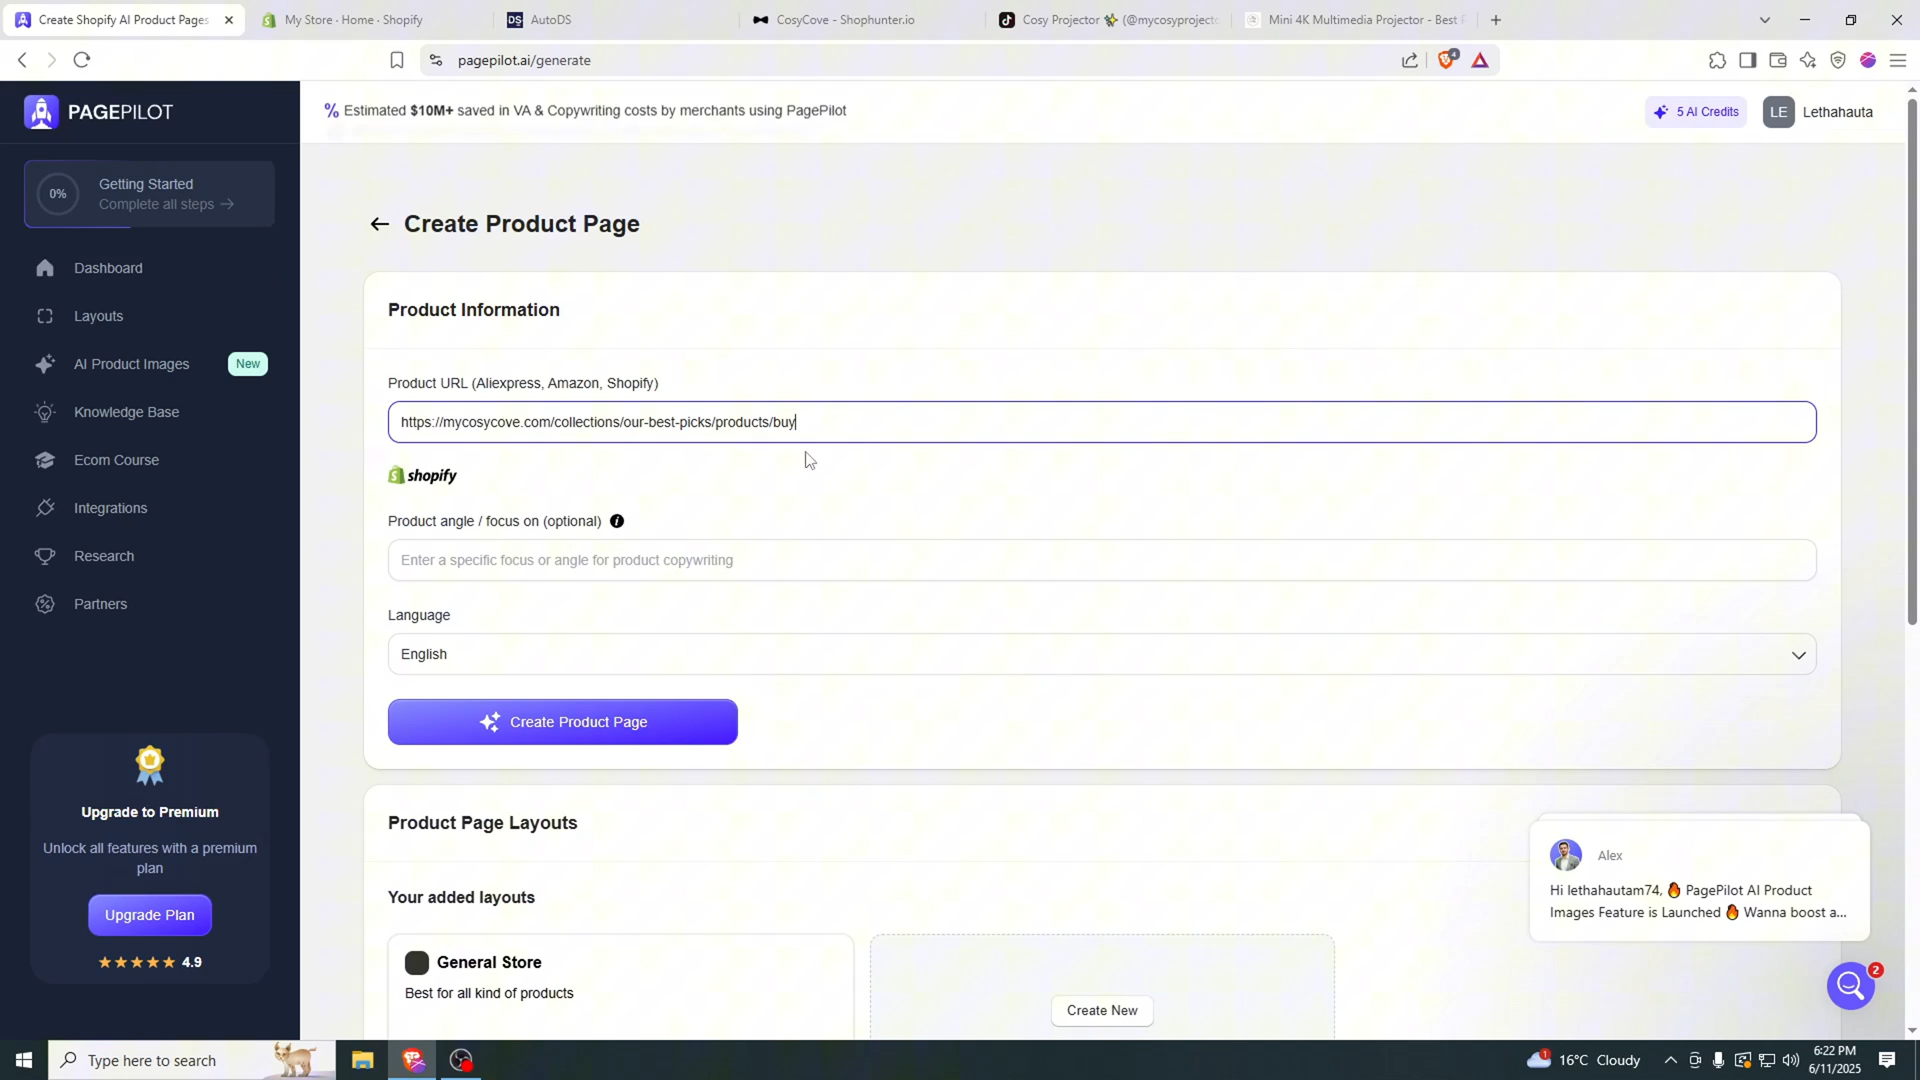 Create Shopify AI Product Pages
My Store · Home · Shopify
DS AutoDS
CosyCove - Shophunter.io
Cosy Projector ✨ (@mycosyprojecto
Mini 4K Multimedia Projector - Best
pagepilot.ai/generate
4
PAGEPILOT
% Estimated $10M+ saved in VA & Copywriting costs by merchants using PagePilot
5 AI Credits
LE Lethahauta
0%
Getting Started
Complete all steps →
Dashboard
Layouts
AI Product Images New
Knowledge Base
Ecom Course
Integrations
Research
Partners
Upgrade to Premium
Unlock all features with a premium
plan
Upgrade Plan
★★★★★ 4.9
← Create Product Page
Product Information
Product URL (Aliexpress, Amazon, Shopify)
https://mycosycove.com/collections/our-best-picks/products/buy
shopify
Product angle / focus on (optional) i
Enter a specific focus or angle for product copywriting
Language
English
Create Product Page
Product Page Layouts
Your added layouts
General Store
Best for all kind of products
Create New
Alex
Hi lethahautam74, 🔥 PagePilot AI Product
Images Feature is Launched 🔥 Wanna boost a...
2
Type here to search
1
16°C Cloudy
6:22 PM
6/11/2025